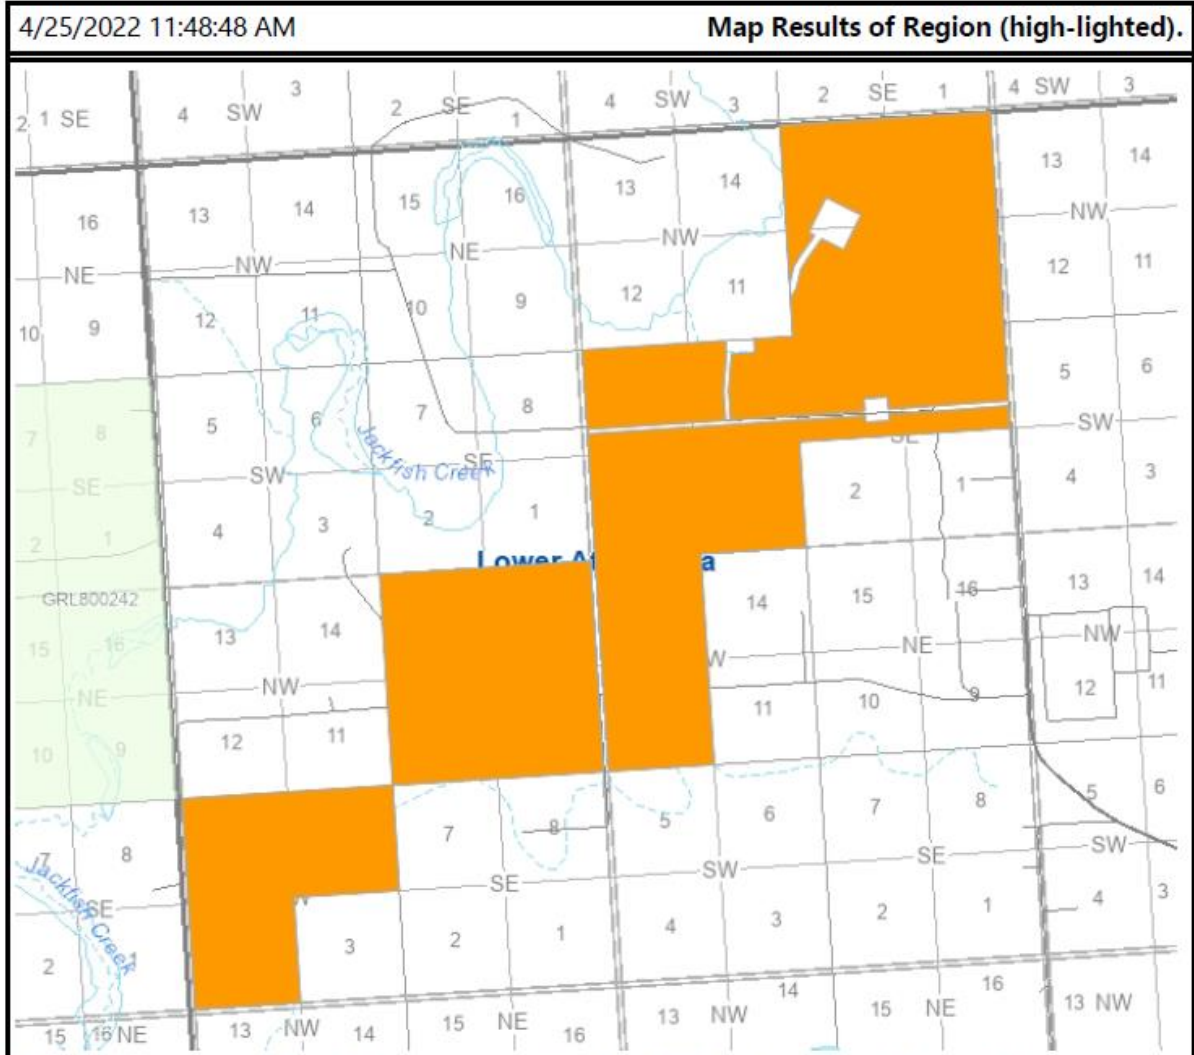 4/25/2022 11:48:48 AM Map Results of Region (high-lighted).
3
2 1 SE 4 SW 2 SE 1 4 SW 3 2 SE 1 4 SW 3
16 13 14 15 16 13 14 13 14
NE NW NE NW NW
10 9 12 11 10 9 12 11 12 11
7 8 5 6 7 8 5 6
SE SW SE SW
Jackfish Creek
2 1 4 3 2 1 2 1 4 3
Lower At a
GRL800242
15 16 13 14 14 15 16 13 14
NE NW W NE NW
10 9 12 11 11 10 9 12 11
7 8 7 8 5 6 7 8 5 6
Jackfish Creek
SE SE SW SE SW
2 1 3 2 1 4 3 2 1 4 3
15 16 NE 13 NW 14 15 NE 16 13 NW 14 15 NE 16 13 NW